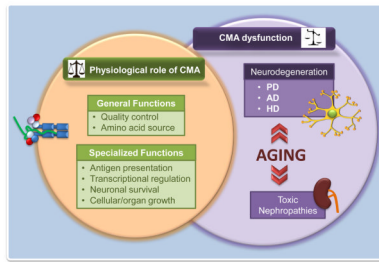 Physiological role of CMA
General Functions
• Quality control
• Amino acid source
Specialized Functions
• Antigen presentation
• Transcriptional regulation
• Neuronal survival
• Cellular/organ growth
CMA dysfunction
Neurodegeneration
• PD
• AD
• HD
AGING
Toxic
Nephropathies